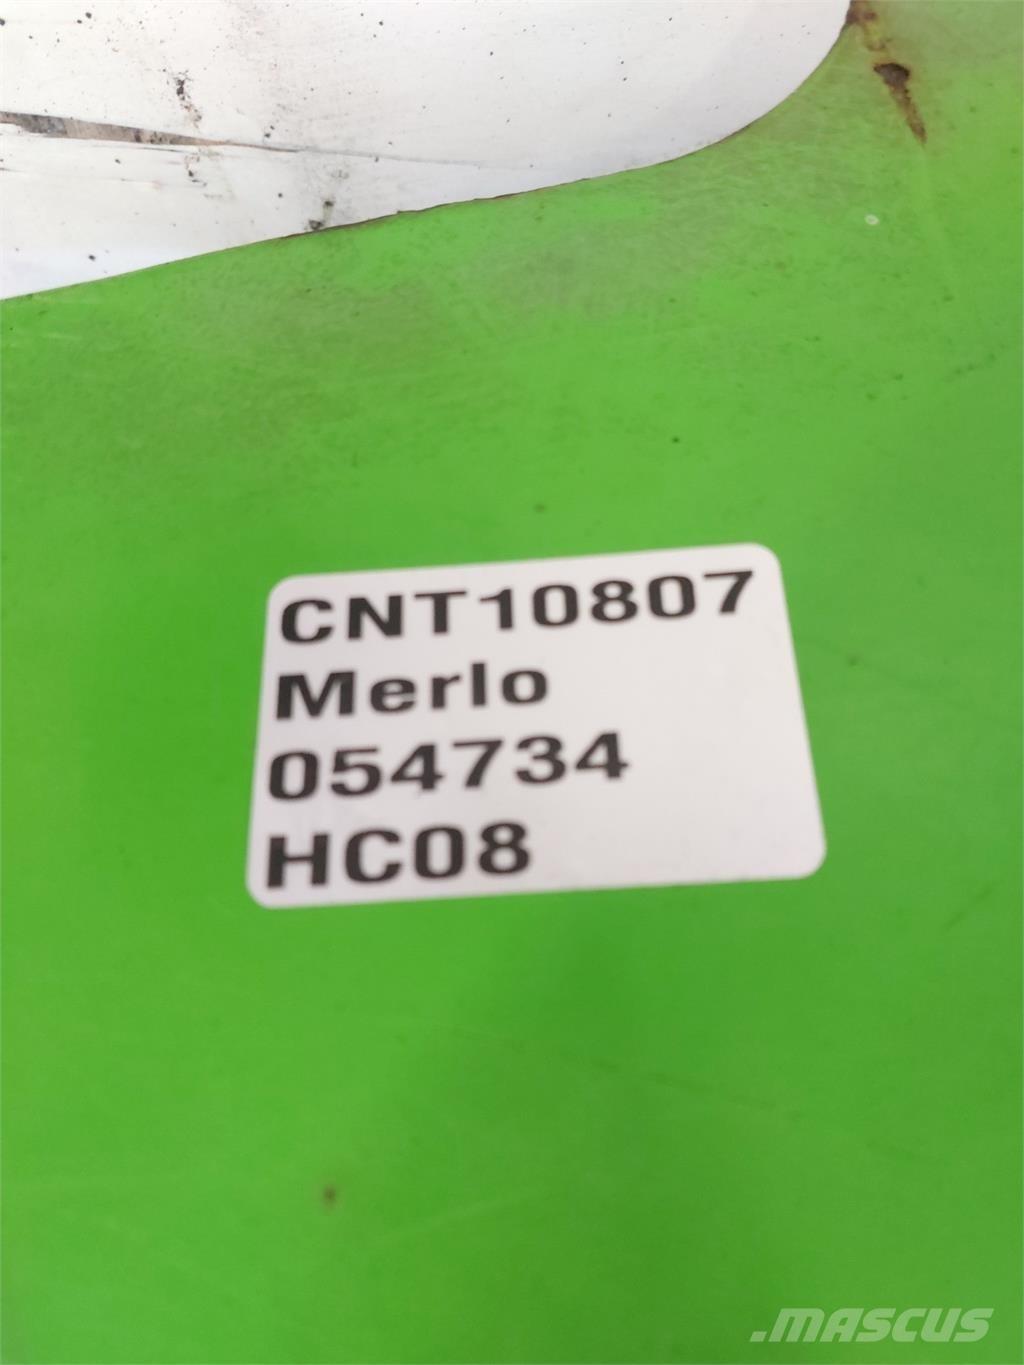 CNT10807
Merlo
054734
HC08
.MASCUS